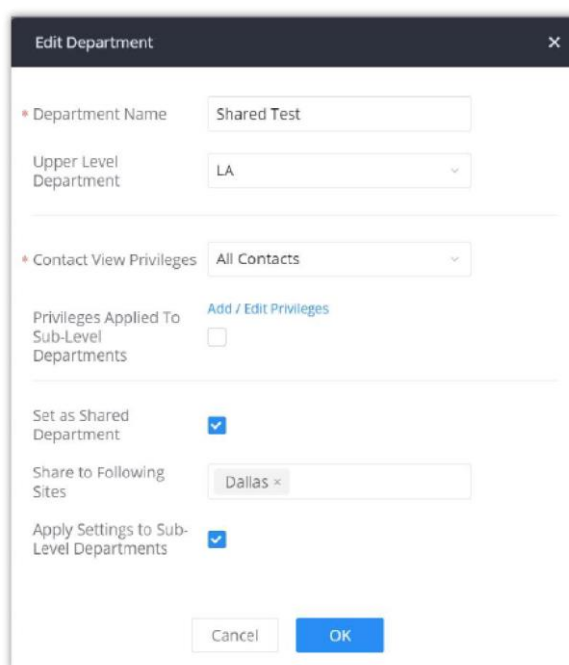 Edit Department ×
* Department Name Shared Test
Upper Level
Department
LA
* Contact View Privileges All Contacts
Add / Edit Privileges
Privileges Applied To
Sub-Level
Departments
Set as Shared
Department
Share to Following
Sites
Dallas ×
Apply Settings to Sub-
Level Departments
Cancel OK